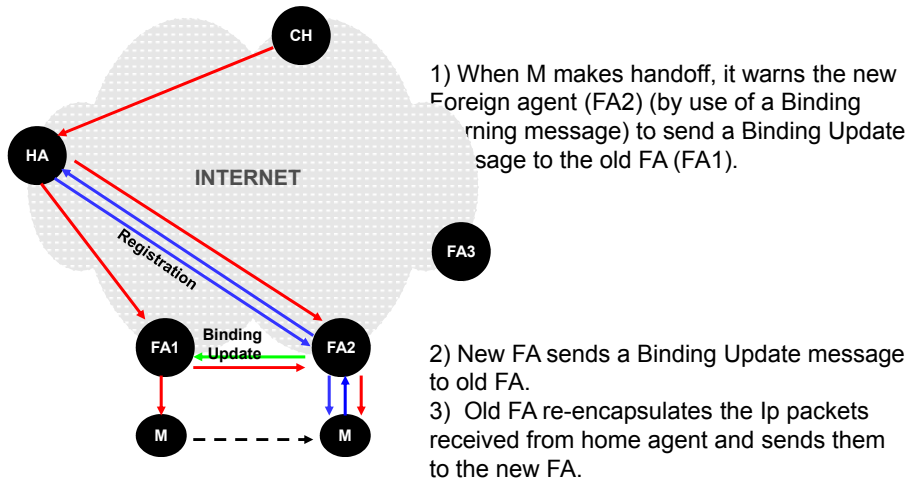 CH
1) When M makes handoff, it warns the new
Foreign agent (FA2) (by use of a Binding
rning message) to send a Binding Update
sage to the old FA (FA1).
HA
INTERNET
Registration
FA3
FA1
Binding
Update
FA2
2) New FA sends a Binding Update message
to old FA.
3) Old FA re-encapsulates the Ip packets
received from home agent and sends them
to the new FA.
M
M